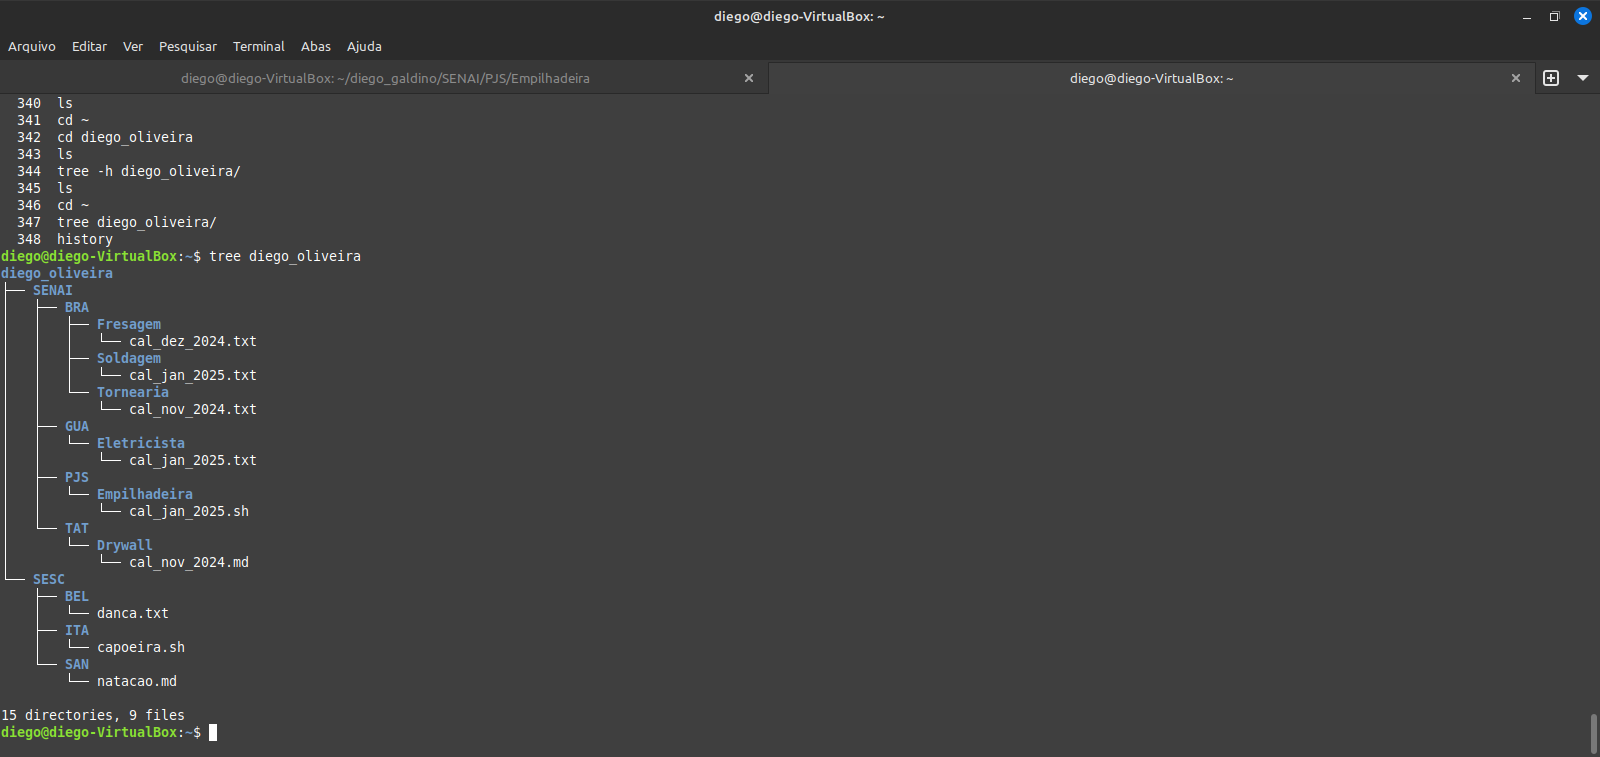 diego@diego-VirtualBox: ~
Arquivo Editar Ver Pesquisar Terminal Abas Ajuda
diego@diego-VirtualBox: ~/diego_galdino/SENAI/PJS/Empilhadeira
diego@diego-VirtualBox: ~
340 ls
341 cd ~
342 cd diego_oliveira
343 ls
344 tree -h diego_oliveira/
345 ls
346 cd ~
347 tree diego_oliveira/
348 history
diego@diego-VirtualBox:~$ tree diego_oliveira
diego_oliveira
├── SENAI
│   ├── BRA
│   │   ├── Fresagem
│   │   │   └── cal_dez_2024.txt
│   │   ├── Soldagem
│   │   │   └── cal_jan_2025.txt
│   │   └── Tornearia
│   │       └── cal_nov_2024.txt
│   ├── GUA
│   │   └── Eletricista
│   │       └── cal_jan_2025.txt
│   ├── PJS
│   │   └── Empilhadeira
│   │       └── cal_jan_2025.sh
│   └── TAT
│       └── Drywall
│           └── cal_nov_2024.md
└── SESC
    ├── BEL
    │   └── danca.txt
    ├── ITA
    │   └── capoeira.sh
    └── SAN
        └── natacao.md
15 directories, 9 files
diego@diego-VirtualBox:~$